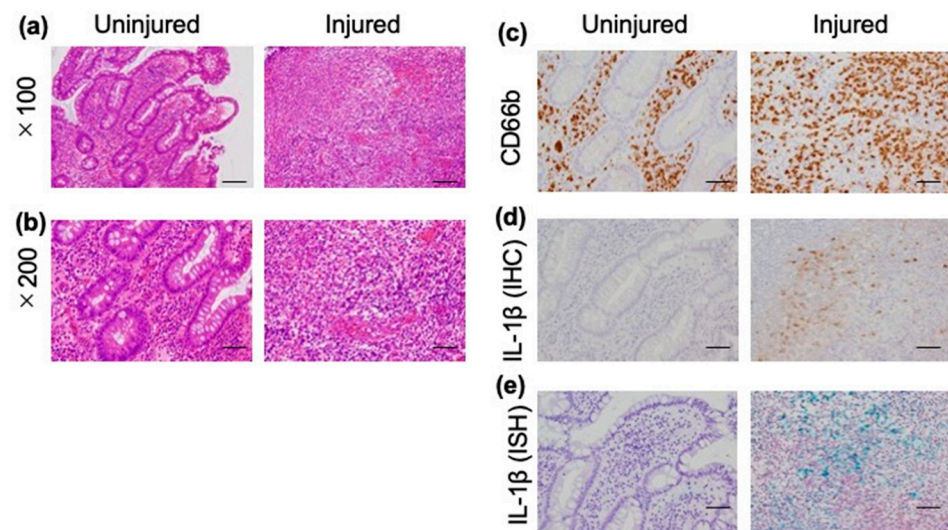 (a)
Uninjured
Injured
× 100
(b)
× 200
(c)
Uninjured
Injured
CD66b
(d)
IL-1β (IHC)
(e)
IL-1β (ISH)